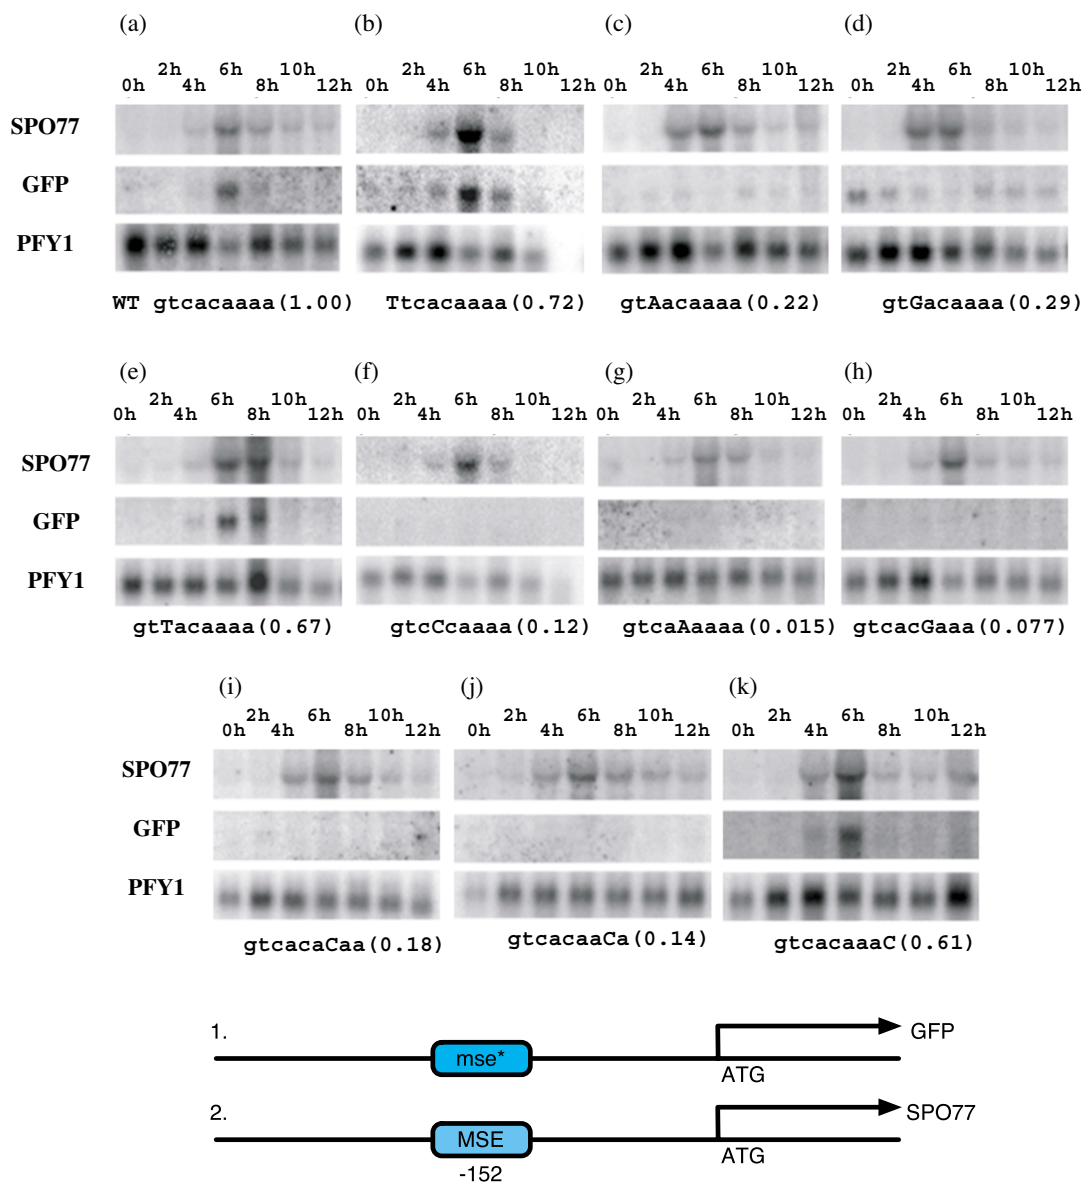 (a) (b) (c) (d)
2h 6h 10h 2h 6h 10h 2h 6h 10h 2h 6h 10h
0h 4h 8h 12h 0h 4h 8h 12h 0h 4h 8h 12h 0h 4h 8h 12h
SPO77
GFP
PFY1
WT gtcacaaaa(1.00) Ttcacaaaa(0.72) gtAacaaaa(0.22) gtGacaaaa(0.29)
(e) (f) (g) (h)
2h 6h 10h 2h 6h 10h 2h 6h 10h 2h 6h 10h
0h 4h 8h 12h 0h 4h 8h 12h 0h 4h 8h 12h 0h 4h 8h 12h
SPO77
GFP
PFY1
gtTacaaaa(0.67) gtcCcaaaa(0.12) gtcaAaaaa(0.015) gtcacGaaa(0.077)
(i) (j) (k)
2h 6h 10h 2h 6h 10h 2h 6h 10h
0h 4h 8h 12h 0h 4h 8h 12h 0h 4h 8h 12h
SPO77
GFP
PFY1
gtcacaCaa(0.18) gtcacaaCa(0.14) gtcacaaaC(0.61)
1. mse* GFP
ATG
2. MSE SPO77
ATG
-152